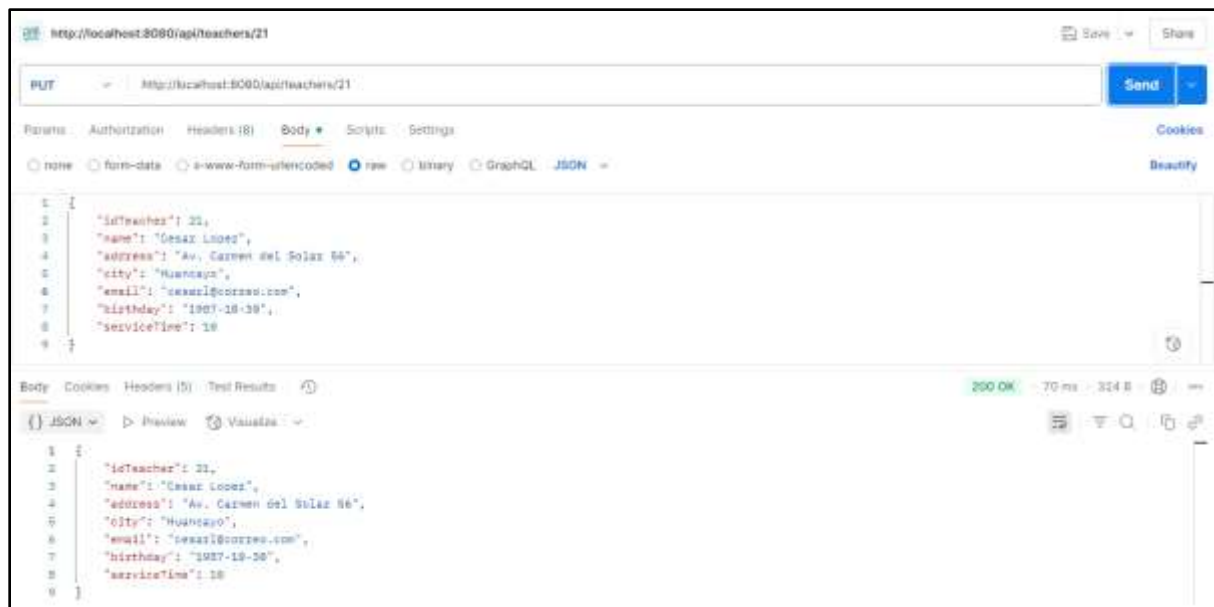 http://localhost:8080/api/teachers/21
Save
Share
PUT
http://localhost:8080/api/teachers/21
Send
Params Authorization Headers (8) Body Scripts Settings
Cookies
none form-data x-www-form-urlencoded raw binary GraphQL JSON
Beautify
1 {
2 "idTeacher": 21,
3 "name": "Cesar Lopez",
4 "address": "Av. Carmen del Solar 56",
5 "city": "Huancayo",
6 "email": "cesarl@correo.com",
7 "birthday": "1987-10-30",
8 "serviceTime": 10
9 }
Body Cookies Headers (5) Test Results
200 OK 70 ms 324 B
{} JSON Preview Visualize
1 {
2 "idTeacher": 21,
3 "name": "Cesar Lopez",
4 "address": "Av. Carmen del Solar 56",
5 "city": "Huancayo",
6 "email": "cesarl@correo.com",
7 "birthday": "1987-10-30",
8 "serviceTime": 10
9 }